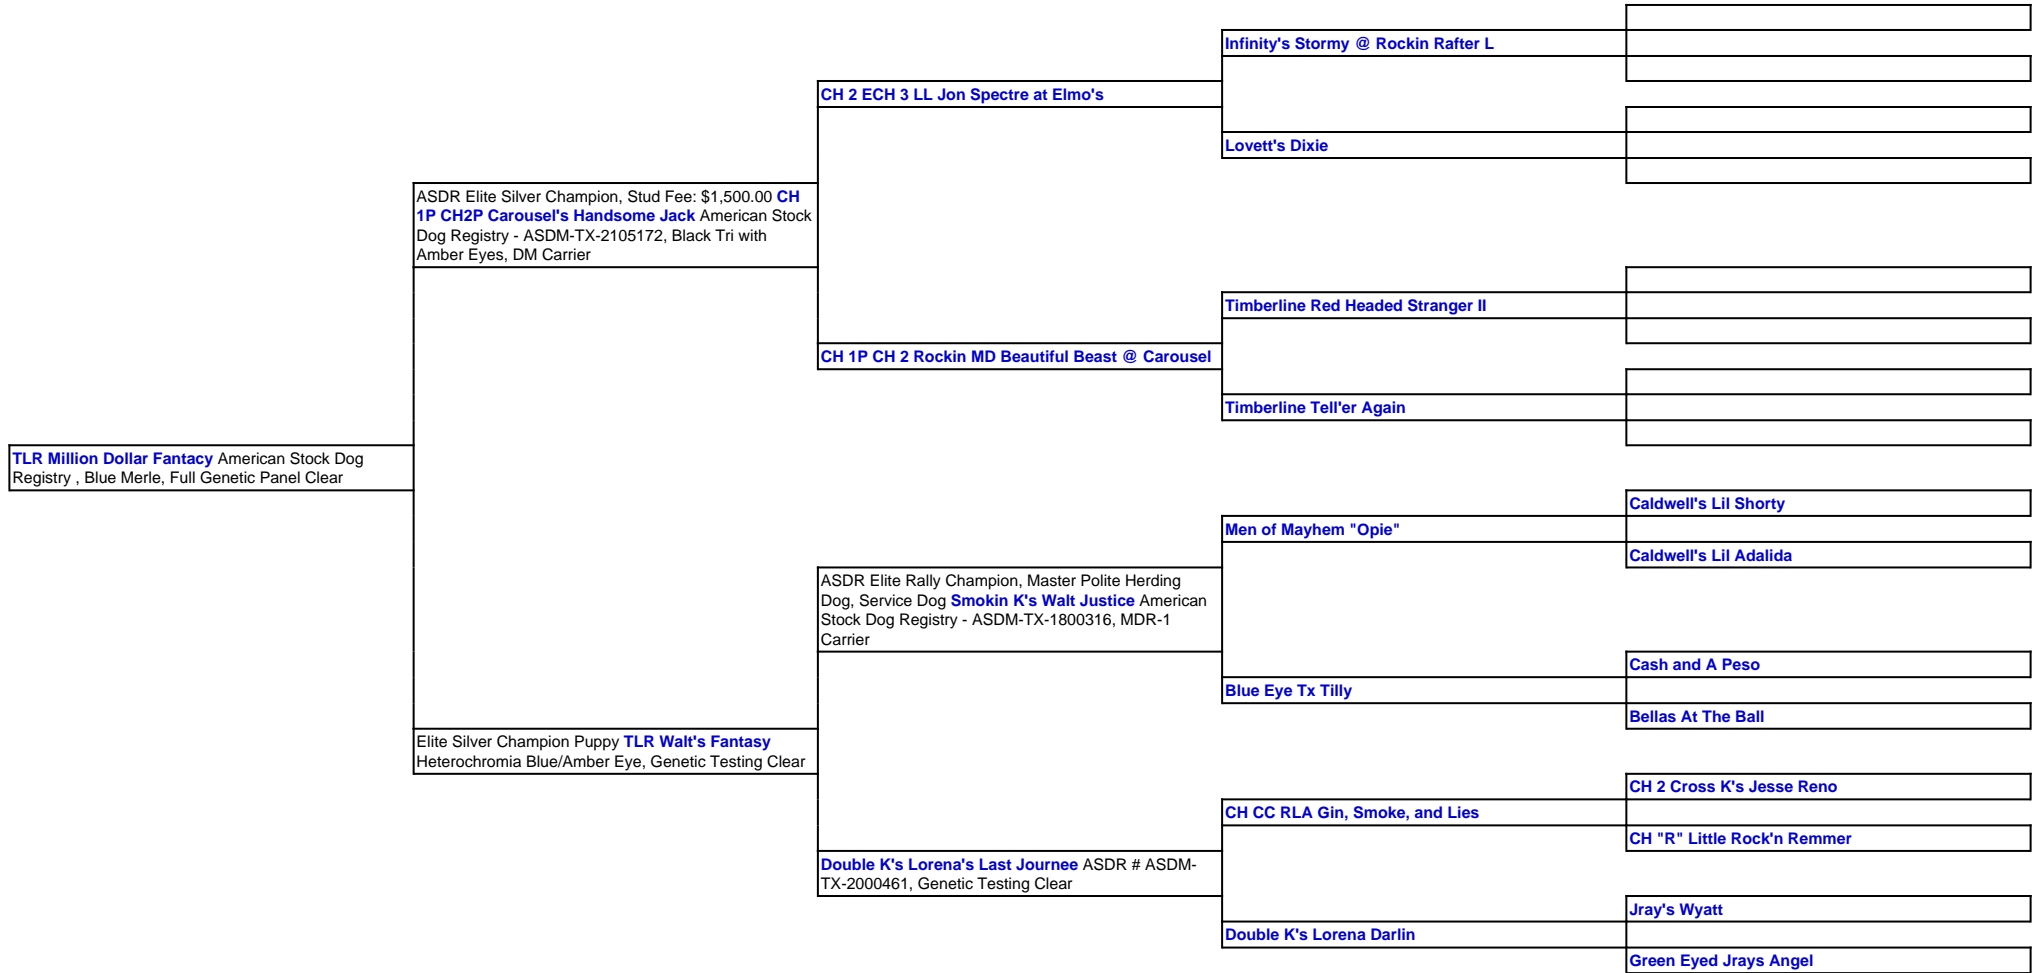 Infinity's Stormy @ Rockin Rafter L
CH 2 ECH 3 LL Jon Spectre at Elmo's
Lovett's Dixie
ASDR Elite Silver Champion, Stud Fee: $1,500.00 CH
1P CH2P Carousel's Handsome Jack American Stock
Dog Registry - ASDM-TX-2105172, Black Tri with
Amber Eyes, DM Carrier
Timberline Red Headed Stranger II
CH 1P CH 2 Rockin MD Beautiful Beast @ Carousel
Timberline Tell'er Again
TLR Million Dollar Fantacy American Stock Dog
Registry , Blue Merle, Full Genetic Panel Clear
Caldwell's Lil Shorty
Men of Mayhem "Opie"
Caldwell's Lil Adalida
ASDR Elite Rally Champion, Master Polite Herding
Dog, Service Dog Smokin K's Walt Justice American
Stock Dog Registry - ASDM-TX-1800316, MDR-1
Carrier
Cash and A Peso
Blue Eye Tx Tilly
Bellas At The Ball
Elite Silver Champion Puppy TLR Walt's Fantasy
Heterochromia Blue/Amber Eye, Genetic Testing Clear
CH 2 Cross K's Jesse Reno
CH CC RLA Gin, Smoke, and Lies
CH "R" Little Rock'n Remmer
Double K's Lorena's Last Journee ASDR # ASDM-
TX-2000461, Genetic Testing Clear
Jray's Wyatt
Double K's Lorena Darlin
Green Eyed Jrays Angel